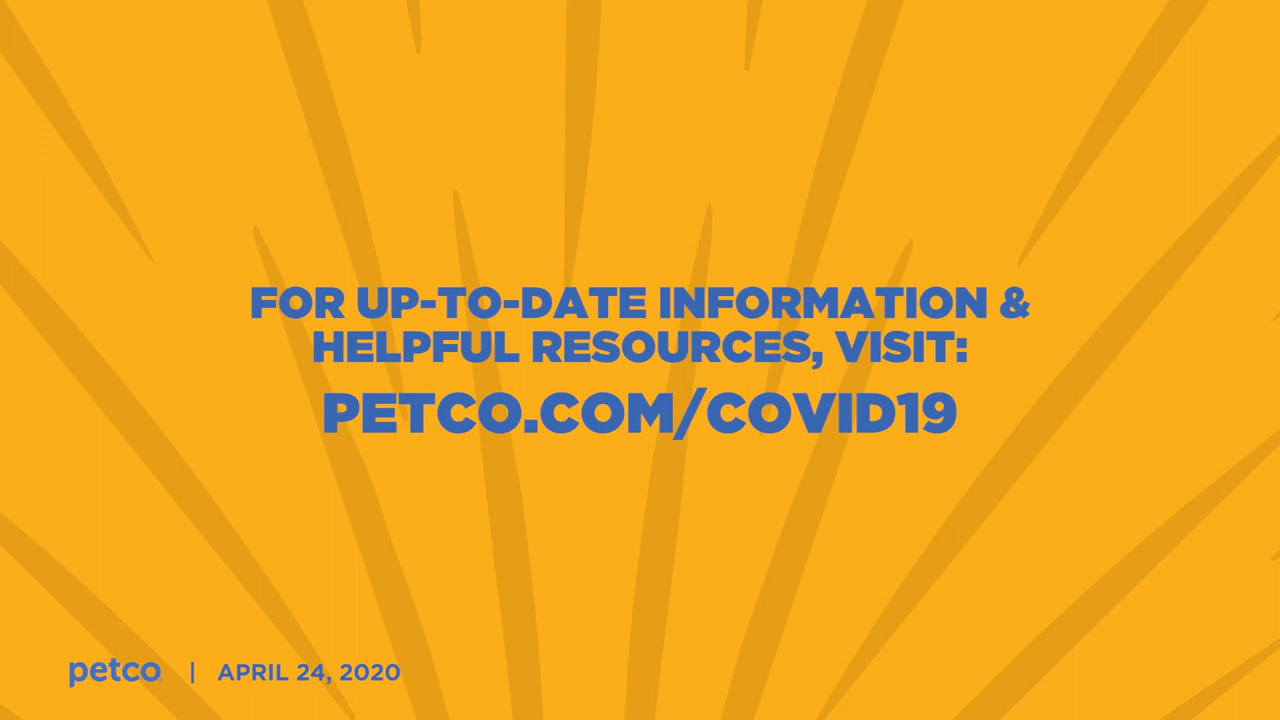 FOR UP-TO-DATE INFORMATION &
HELPFUL RESOURCES, VISIT:
PETCO.COM/COVID19
petco | APRIL 24, 2020